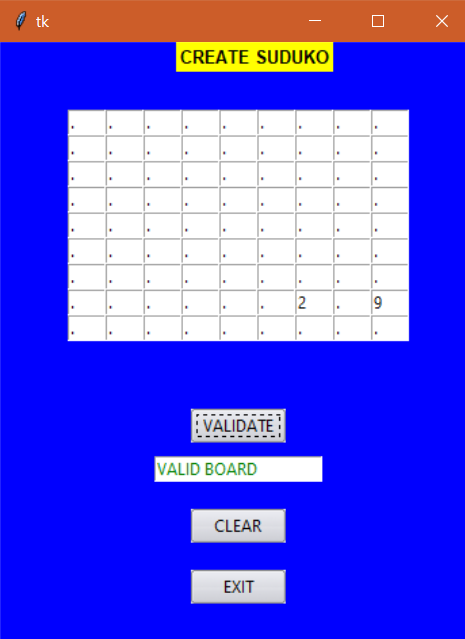 tk
CREATE SUDUKO
. . . . . . . . .
. . . . . . . . .
. . . . . . . . .
. . . . . . . . .
. . . . . . . . .
. . . . . . . . .
. . . . . . . . .
. . . . . . 2 . 9
. . . . . . . . .
VALIDATE
VALID BOARD
CLEAR
EXIT